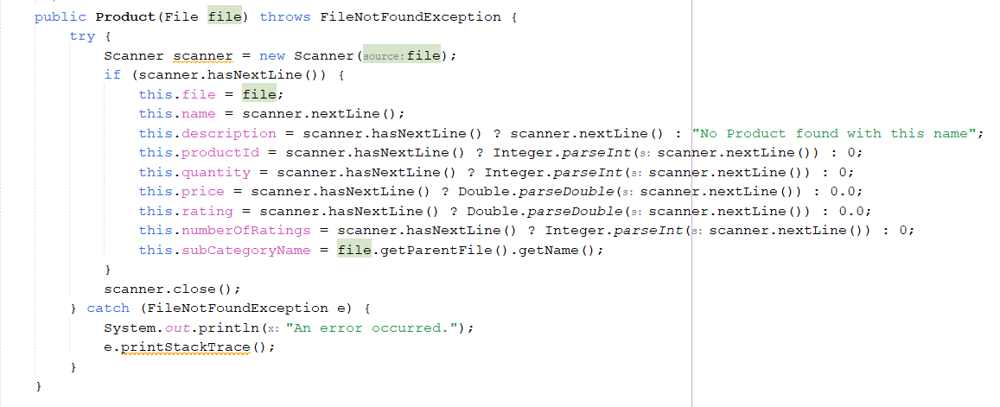 public Product(File file) throws FileNotFoundException {
try {
Scanner scanner = new Scanner(source: file);
if (scanner.hasNextLine()) {
this.file = file;
this.name = scanner.nextLine();
this.description = scanner.hasNextLine() ? scanner.nextLine() : "No Product found with this name";
this.productId = scanner.hasNextLine() ? Integer.parseInt(s: scanner.nextLine()) : 0;
this.quantity = scanner.hasNextLine() ? Integer.parseInt(s: scanner.nextLine()) : 0;
this.price = scanner.hasNextLine() ? Double.parseDouble(s: scanner.nextLine()) : 0.0;
this.rating = scanner.hasNextLine() ? Double.parseDouble(s: scanner.nextLine()) : 0.0;
this.numberOfRatings = scanner.hasNextLine() ? Integer.parseInt(s: scanner.nextLine()) : 0;
this.subCategoryName = file.getParentFile().getName();
}
scanner.close();
} catch (FileNotFoundException e) {
System.out.println(x: "An error occurred.");
e.printStackTrace();
}
}